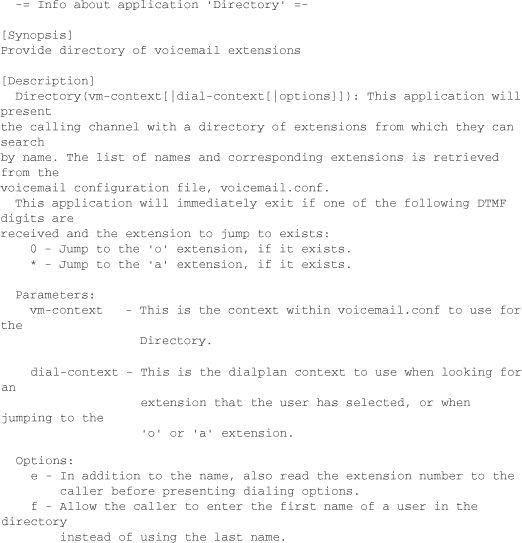 -= Info about application 'Directory' =-
[Synopsis]
Provide directory of voicemail extensions
[Description]
Directory(vm-context[|dial-context[|options]]): This application will
present
the calling channel with a directory of extensions from which they can
search
by name. The list of names and corresponding extensions is retrieved
from the
voicemail configuration file, voicemail.conf.
This application will immediately exit if one of the following DTMF
digits are
received and the extension to jump to exists:
0 - Jump to the 'o' extension, if it exists.
* - Jump to the 'a' extension, if it exists.
Parameters:
vm-context - This is the context within voicemail.conf to use for
the
Directory.
dial-context - This is the dialplan context to use when looking for
an
extension that the user has selected, or when
jumping to the
'o' or 'a' extension.
Options:
e - In addition to the name, also read the extension number to the
caller before presenting dialing options.
f - Allow the caller to enter the first name of a user in the
directory
instead of using the last name.